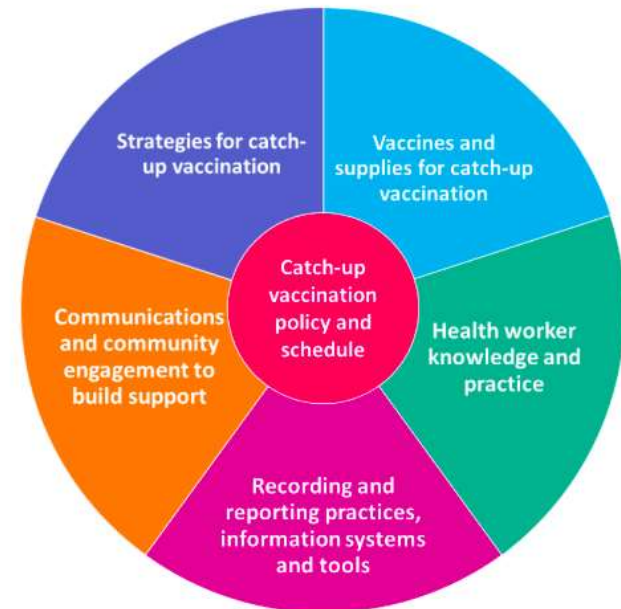 Strategies for catch-
up vaccination
Vaccines and
supplies for catch-up
vaccination
Catch-up
vaccination
policy and
schedule
Communications
and community
engagement to
build support
Health worker
knowledge and
practice
Recording and
reporting practices,
information systems
and tools